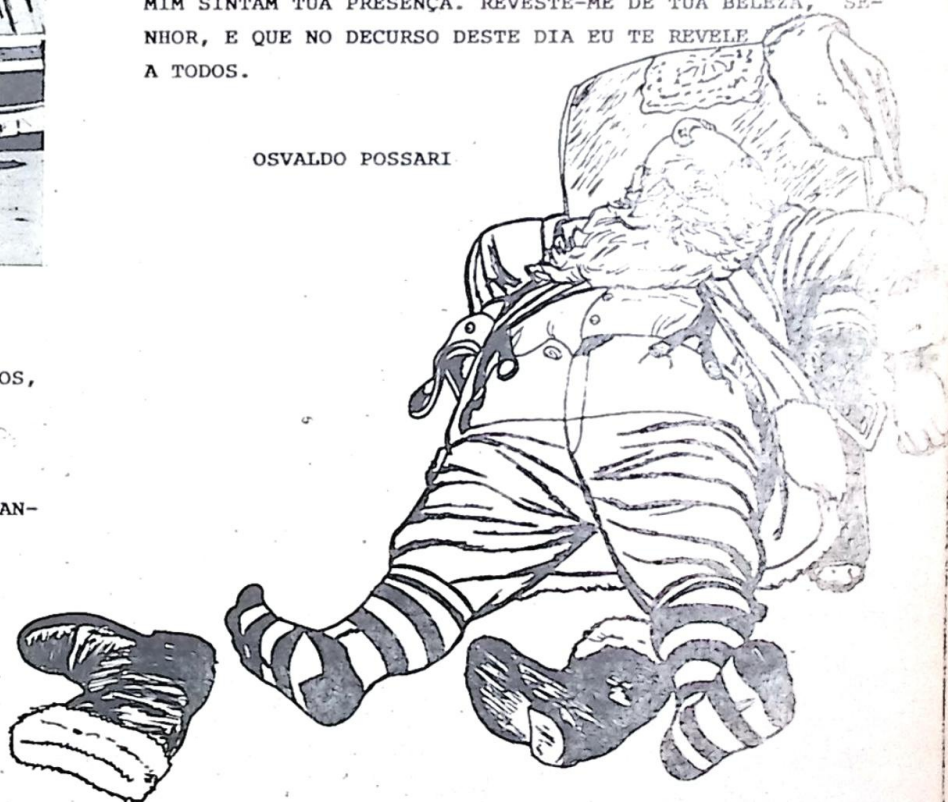 MIM SINTAM TUA PRESENÇA. REVESTE-ME DE TUA BELEZA, SE-
NHOR, E QUE NO DECURSO DESTE DIA EU TE REVELE
A TODOS.
OSVALDO POSSARI
OS,
AN-